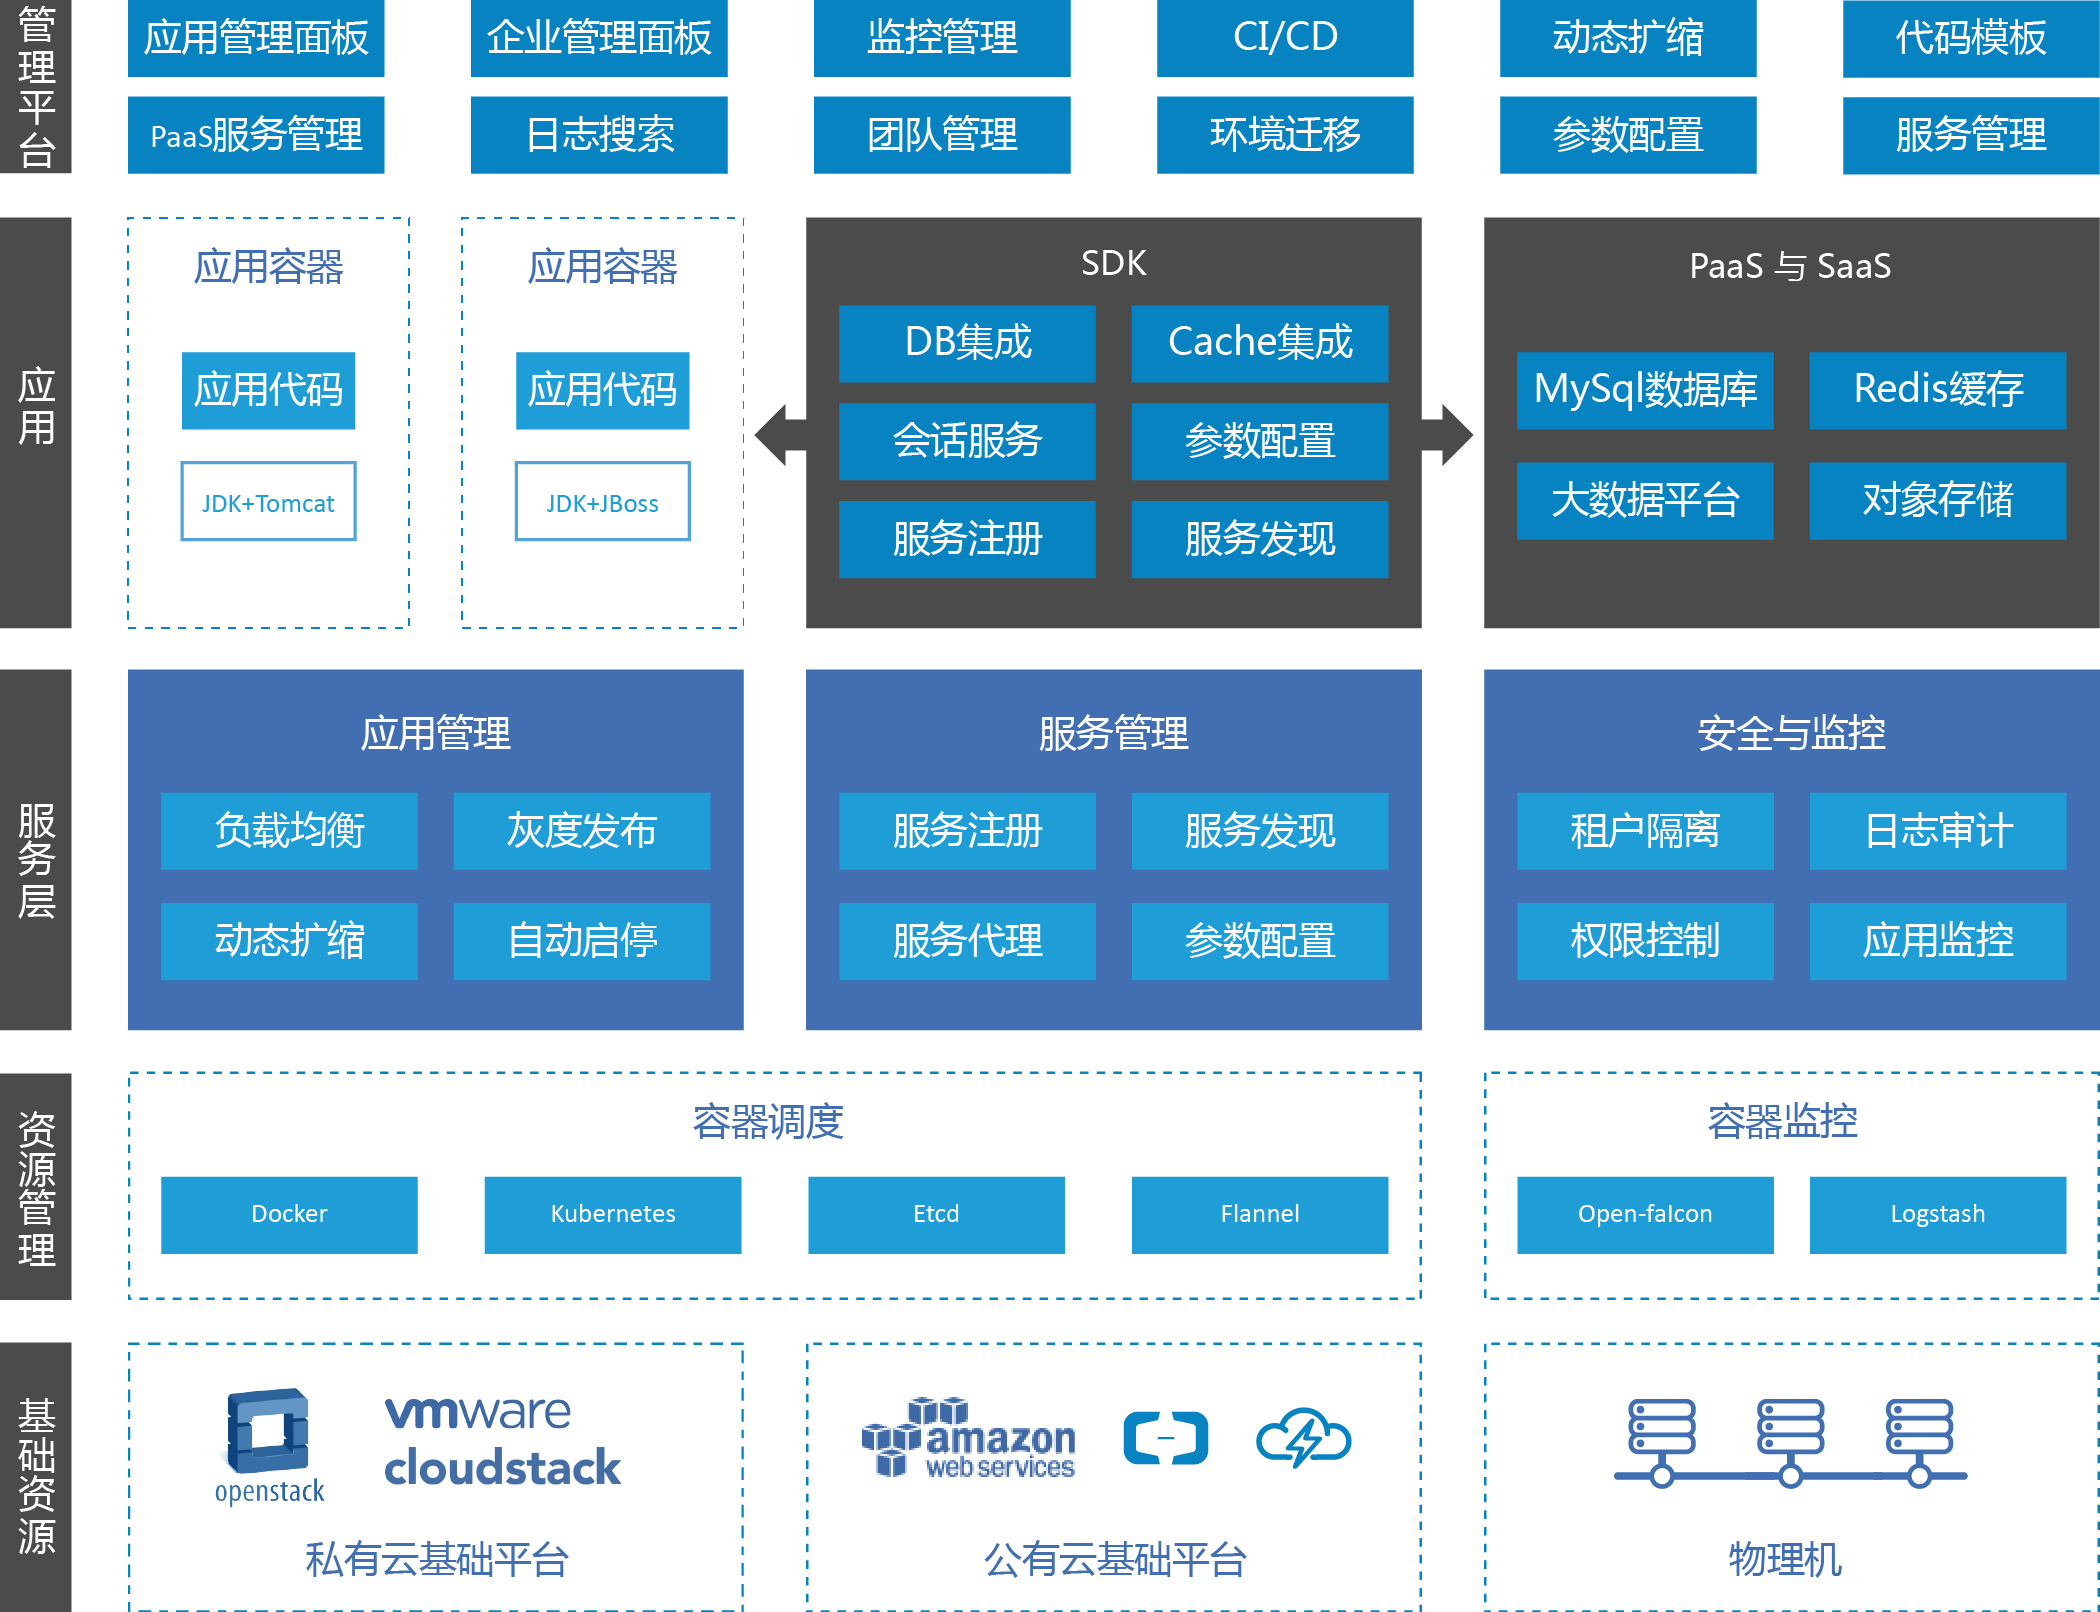 管理平台
应用管理面板
企业管理面板
监控管理
CI/CD
动态扩缩
代码模板
PaaS服务管理
日志搜索
团队管理
环境迁移
参数配置
服务管理
应用
应用容器
应用代码
JDK+Tomcat
应用容器
应用代码
JDK+JBoss
SDK
DB集成
Cache集成
会话服务
参数配置
服务注册
服务发现
PaaS 与 SaaS
MySql数据库
Redis缓存
大数据平台
对象存储
服务层
应用管理
负载均衡
灰度发布
动态扩缩
自动启停
服务管理
服务注册
服务发现
服务代理
参数配置
安全与监控
租户隔离
日志审计
权限控制
应用监控
资源管理
容器调度
Docker
Kubernetes
Etcd
Flannel
容器监控
Open-falcon
Logstash
基础资源
openstack
vmware
cloudstack
私有云基础平台
amazon
web services
公有云基础平台
物理机